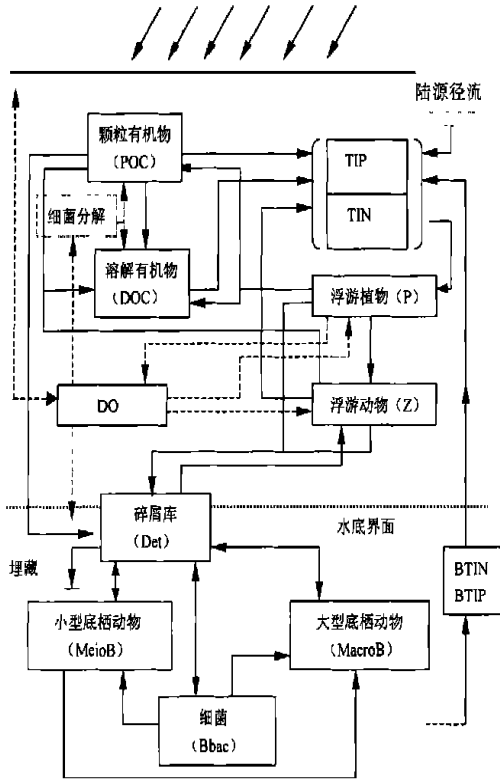 陆源径流
颗粒有机物
(POC)
TIP
TIN
细菌分解
溶解有机物
(DOC)
浮游植物(P)
DO
浮游动物(Z)
碎屑库
(Det)
水底界面
埋藏
BTIN
BTIP
小型底栖动物
(MeioB)
大型底栖动物
(MacroB)
细菌
(Bbac)